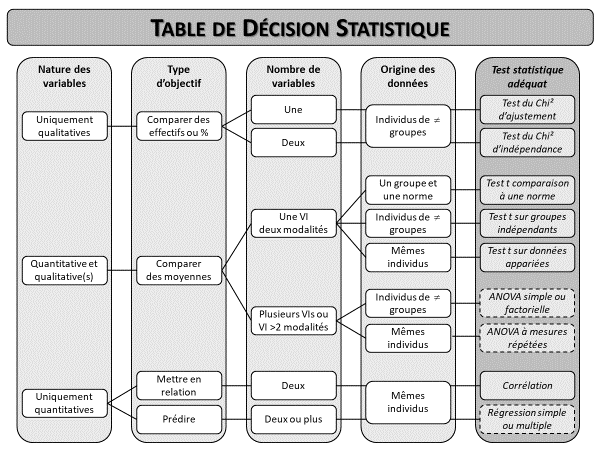 TABLE DE DÉCISION STATISTIQUE
Nature des
variables
Type
d'objectif
Nombre de
variables
Origine des
données
Test statistique
adéquat
Uniquement
qualitatives
Comparer des
effectifs ou %
Une
Deux
Individus de ≠
groupes
Test du Chi²
d'ajustement
Test du Chi²
d'indépendance
Quantitative et
qualitative(s)
Comparer
des moyennes
Une VI
deux modalités
Un groupe et
une norme
Test t comparaison
à une norme
Individus de ≠
groupes
Test t sur groupes
indépendants
Mêmes
individus
Test t sur données
appariées
Plusieurs VIs ou
VI >2 modalités
Individus de ≠
groupes
ANOVA simple ou
factorielle
Mêmes
individus
ANOVA à mesures
répétées
Uniquement
quantitatives
Mettre en
relation
Deux
Mêmes
individus
Corrélation
Prédire
Deux ou plus
Régression simple
ou multiple